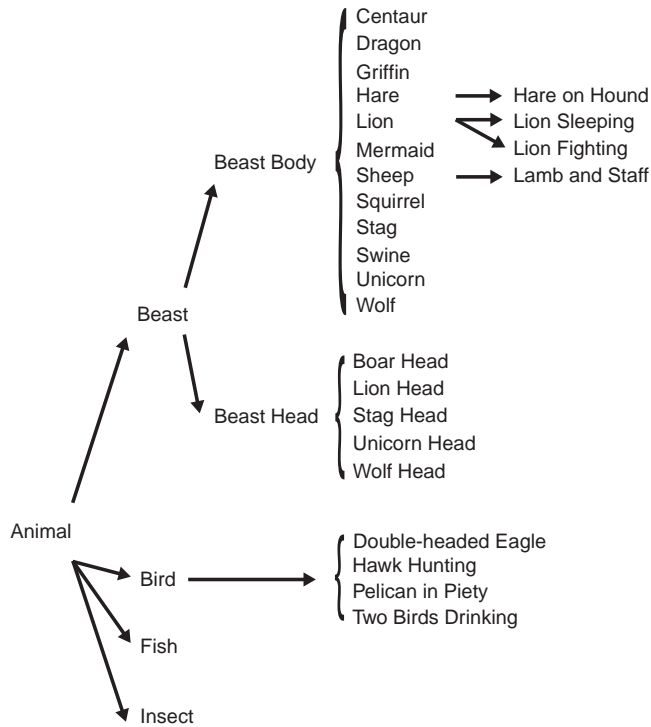 Centaur
Dragon
Griffin
Hare
Hare on Hound
Lion
Lion Sleeping
Lion Fighting
Mermaid
Beast Body
Sheep
Lamb and Staff
Squirrel
Stag
Swine
Unicorn
Wolf
Beast
Boar Head
Lion Head
Beast Head
Stag Head
Unicorn Head
Wolf Head
Animal
Double-headed Eagle
Hawk Hunting
Bird
Pelican in Piety
Two Birds Drinking
Fish
Insect